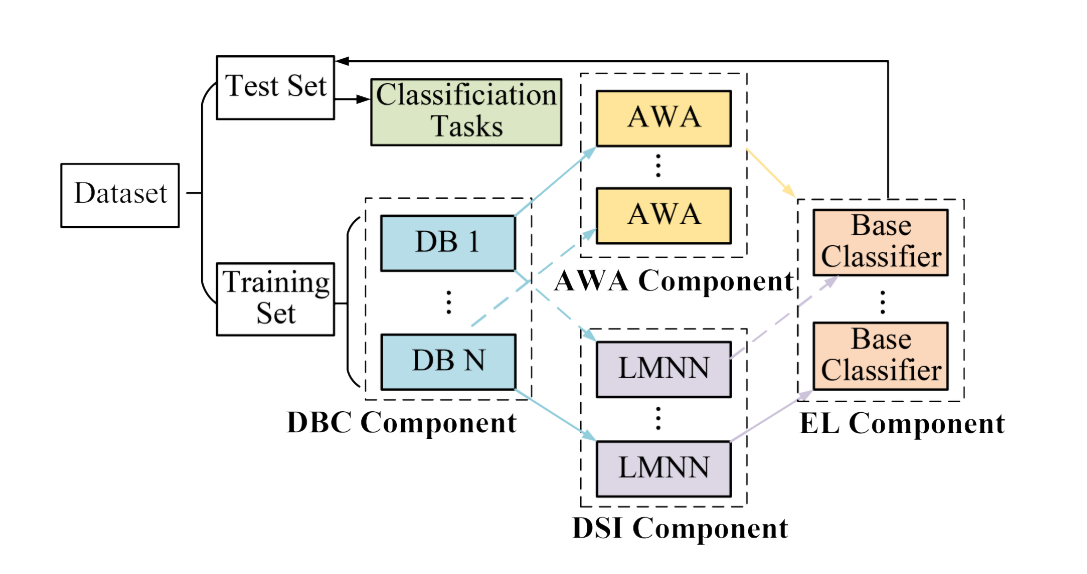 Test Set
Classificiation
Tasks
Dataset
Training
Set
DB 1
⋮
DB N
DBC Component
AWA
⋮
AWA
AWA Component
LMNN
⋮
LMNN
DSI Component
Base
Classifier
⋮
Base
Classifier
EL Component